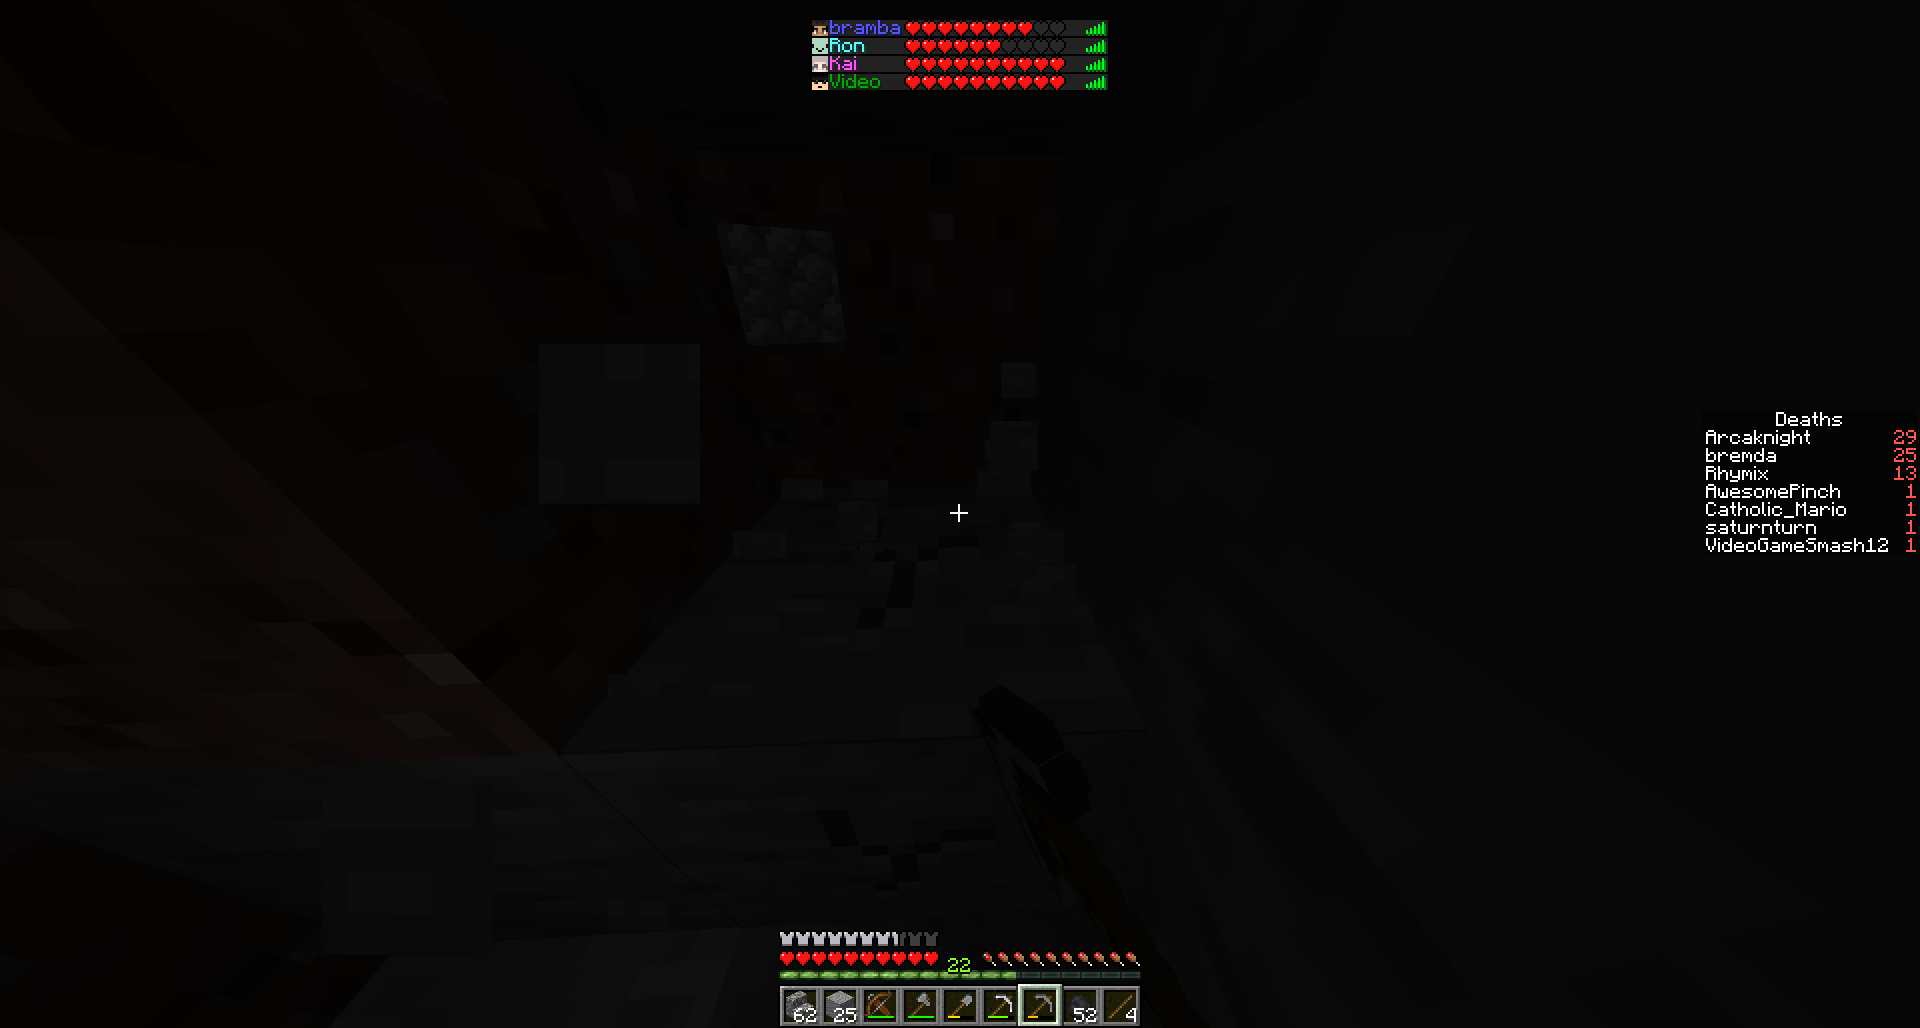 bramba
Ron
Kai
Video
Deaths
Arcaknight 29
bremda 25
Rhymix 13
AwesomePinch 1
Catholic_Mario 1
saturnturn 1
VideoGameSmash12 1
22
62 25 52 4